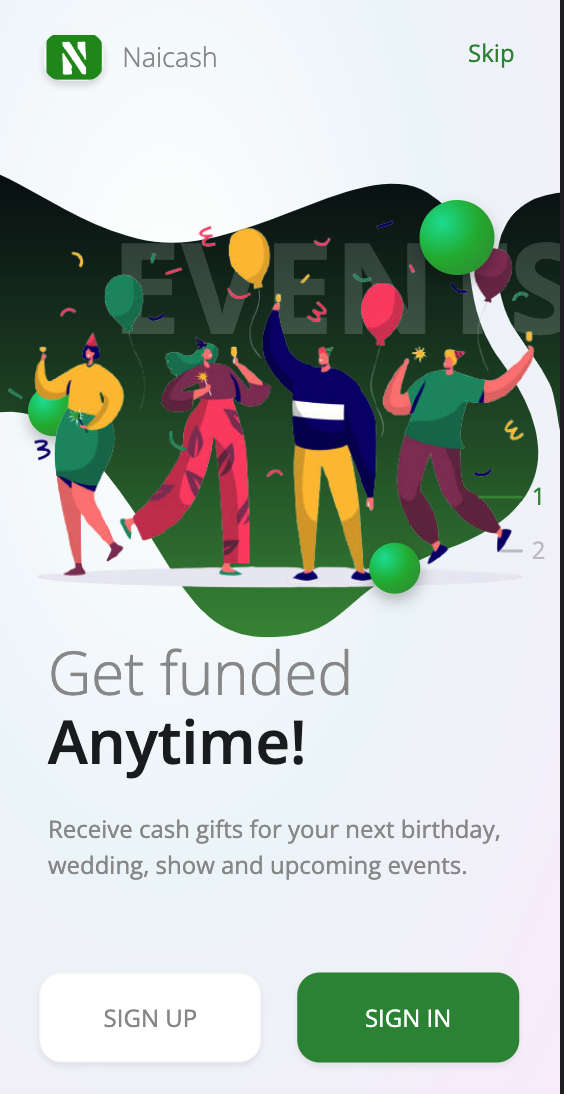 Naicash
Skip
EVENTS
1
2
Get funded
Anytime!
Receive cash gifts for your next birthday,
wedding, show and upcoming events.
SIGN UP
SIGN IN